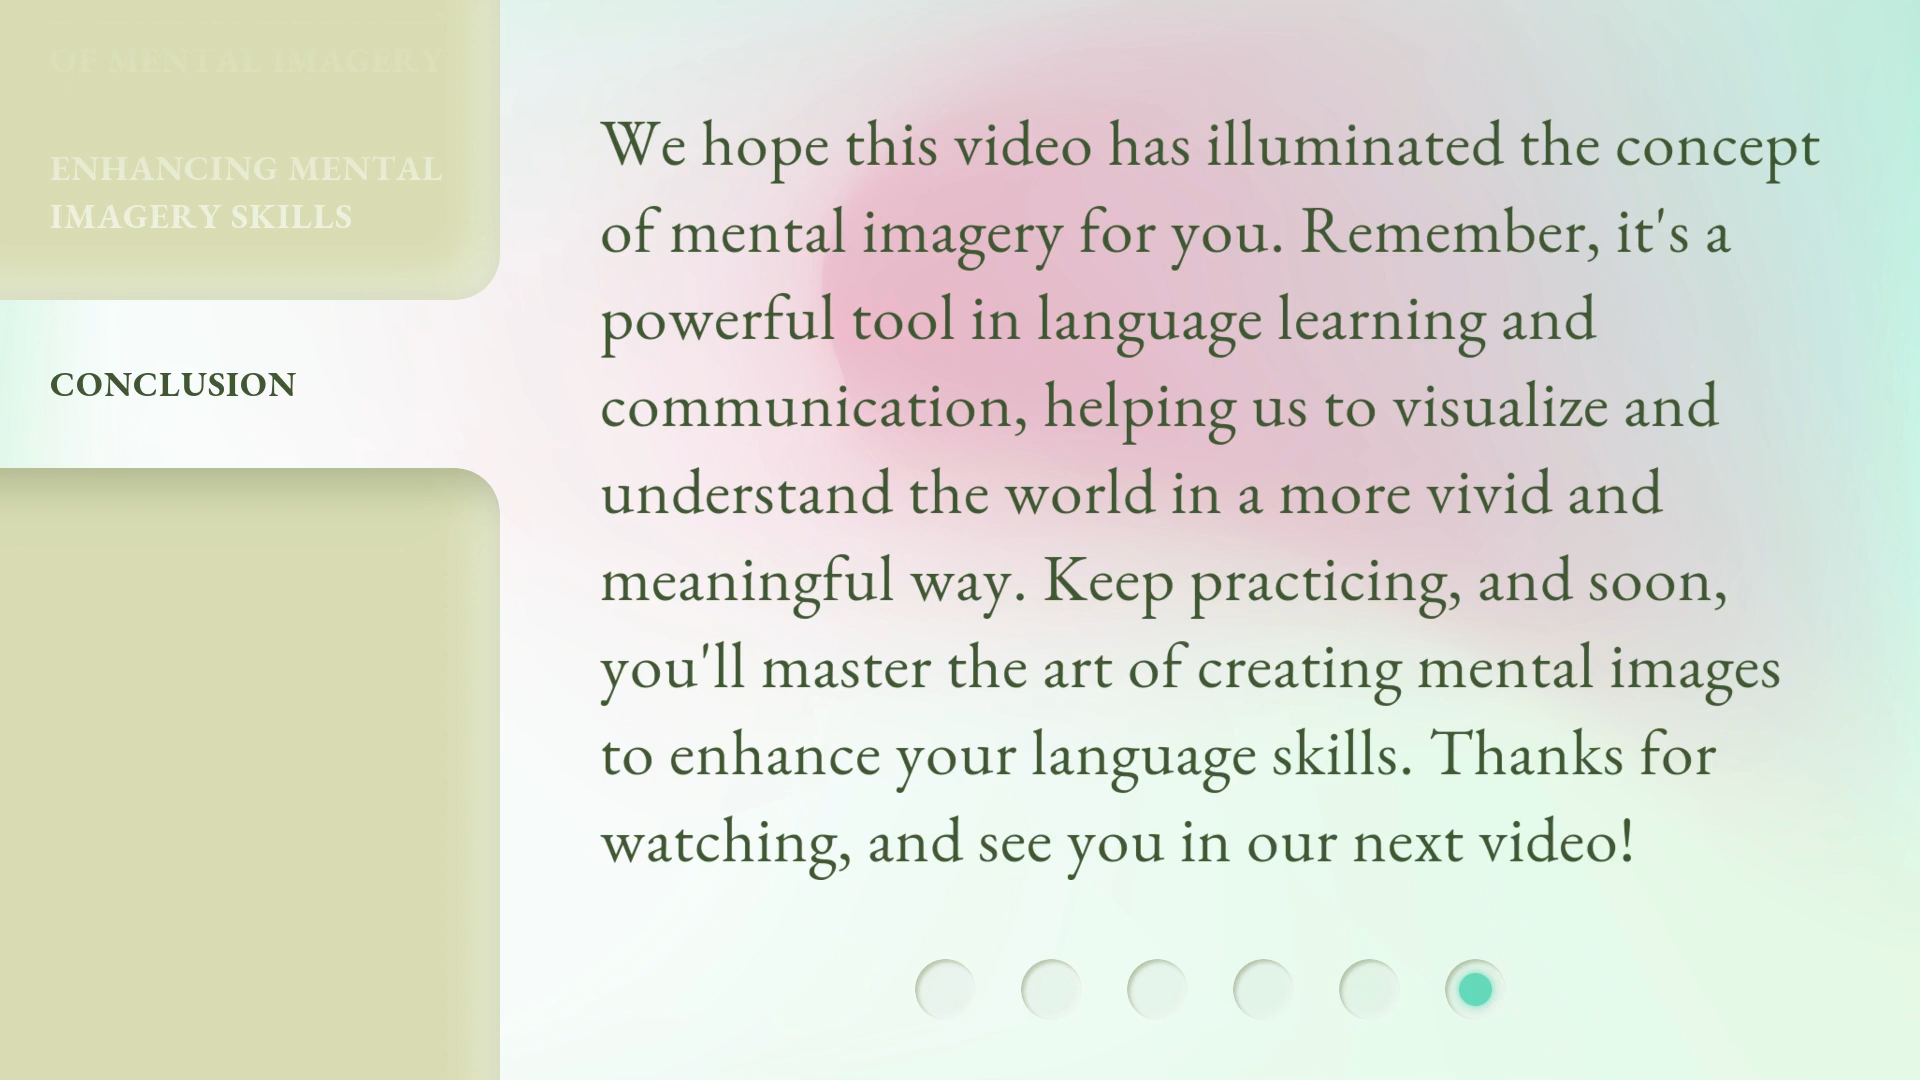 OF MENTAL IMAGERY
ENHANCING MENTAL
IMAGERY SKILLS
CONCLUSION
We hope this video has illuminated the concept
of mental imagery for you. Remember, it's a
powerful tool in language learning and
communication, helping us to visualize and
understand the world in a more vivid and
meaningful way. Keep practicing, and soon,
you'll master the art of creating mental images
to enhance your language skills. Thanks for
watching, and see you in our next video!